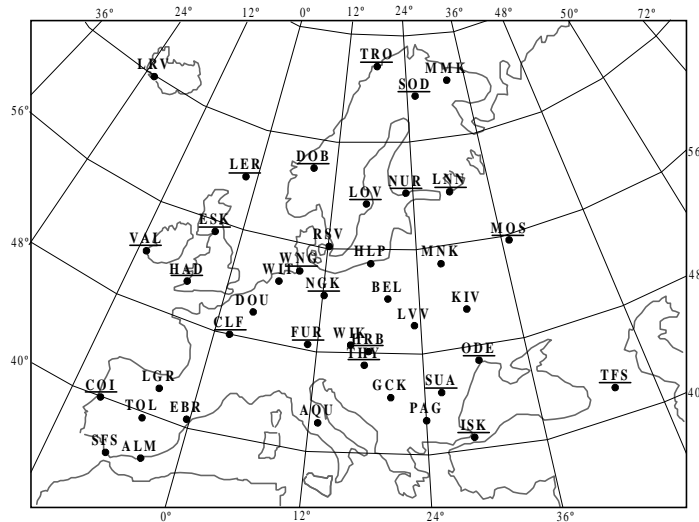 36° 24° 12° 0° 12° 24° 36° 50° 72°
TRO
LRV MMK
SOD
56°
56°
DOB
LER
NUR LNN
LOV
ESK
MOS
RSV
VAL
HLP MNK
WNG
HAD WIT
48°
48°
NGK BEL
DOU KIV
LVV
CLF
FUR WIK
HRB
THY ODE
40°
LGR
COI GCK SUA TFS
40°
TOL EBR AQU PAG
ISK
SFS ALM
0° 12° 24° 36°